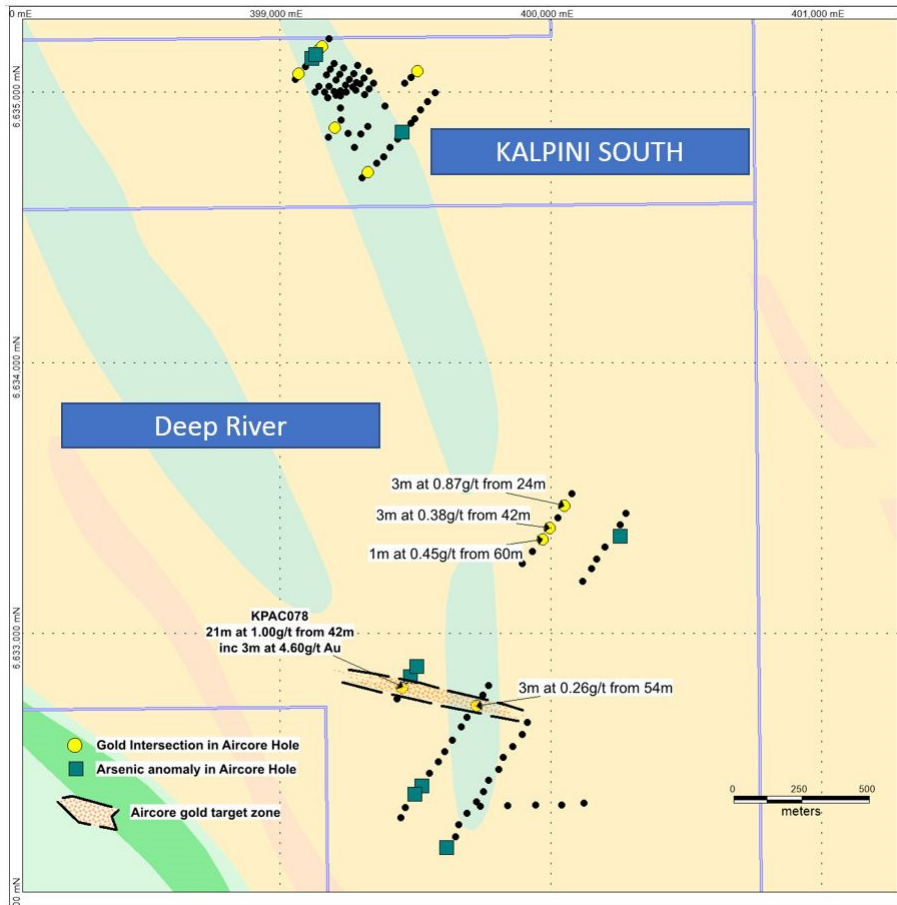 0 mE
399,000 mE
400,000 mE
401,000 mE
6,635,000 mN
KALPINI SOUTH
6,634,000 mN
Deep River
3m at 0.87g/t from 24m
3m at 0.38g/t from 42m
1m at 0.45g/t from 60m
6,633,000 mN
KPAC078
21m at 1.00g/t from 42m
inc 3m at 4.60g/t Au
3m at 0.26g/t from 54m
Gold Intersection in Aircore Hole
Arsenic anomaly in Aircore Hole
Aircore gold target zone
0 250 500
meters
00 mN